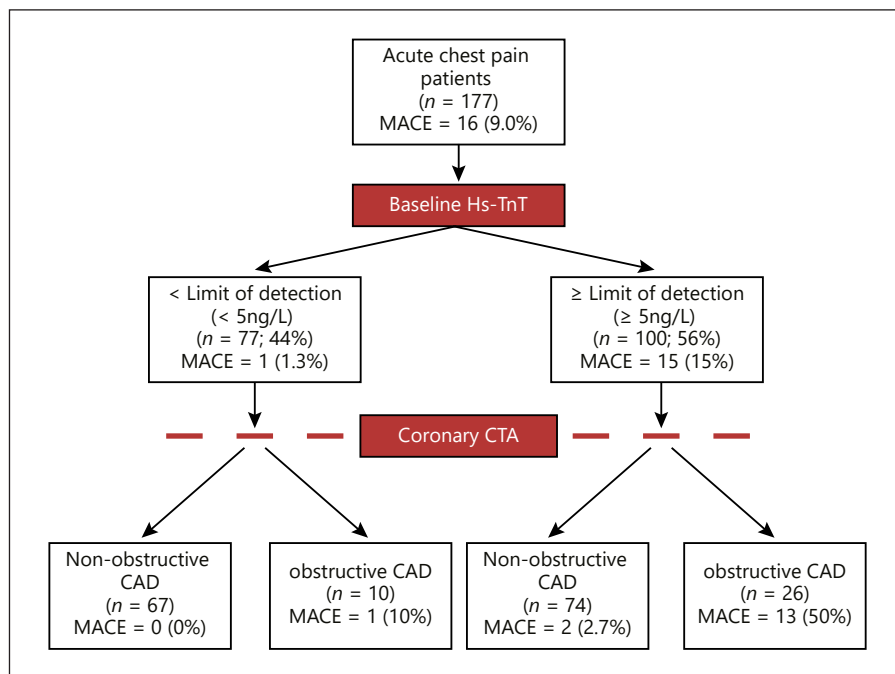 Acute chest pain
patients
(n = 177)
MACE = 16 (9.0%)
Baseline Hs-TnT
< Limit of detection
(< 5ng/L)
(n = 77; 44%)
MACE = 1 (1.3%)
≥ Limit of detection
(≥ 5ng/L)
(n = 100; 56%)
MACE = 15 (15%)
Coronary CTA
Non-obstructive
CAD
(n = 67)
MACE = 0 (0%)
obstructive CAD
(n = 10)
MACE = 1 (10%)
Non-obstructive
CAD
(n = 74)
MACE = 2 (2.7%)
obstructive CAD
(n = 26)
MACE = 13 (50%)